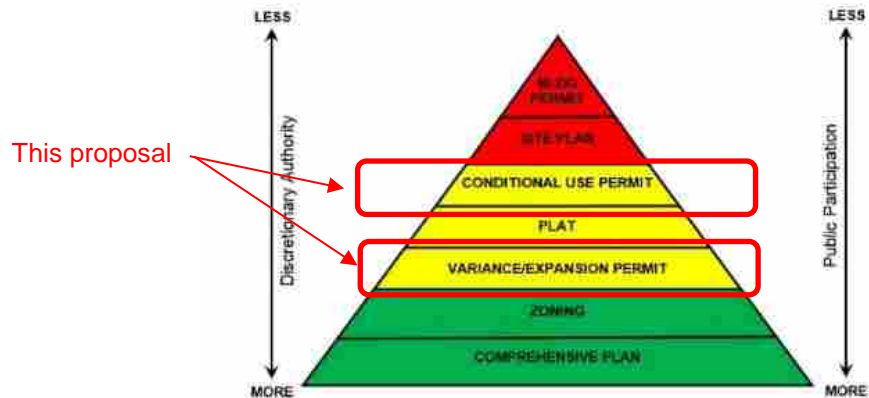 LESS
LESS
BLDG
PERMIT
SITE PLAN
This proposal
Discretionary Authority
CONDITIONAL USE PERMIT
Public Participation
PLAT
VARIANCE/EXPANSION PERMIT
ZONING
COMPREHENSIVE PLAN
MORE
MORE